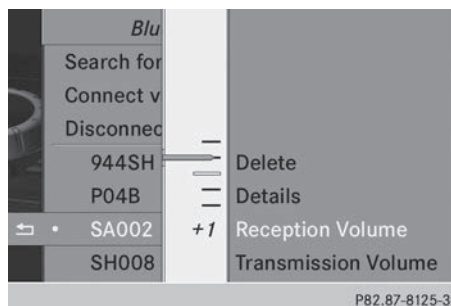 Blu
Search for
Connect v
Disconnec
944SH
P04B
SA002
SH008
+1
Delete
Details
Reception Volume
Transmission Volume
P82.87-8125-3